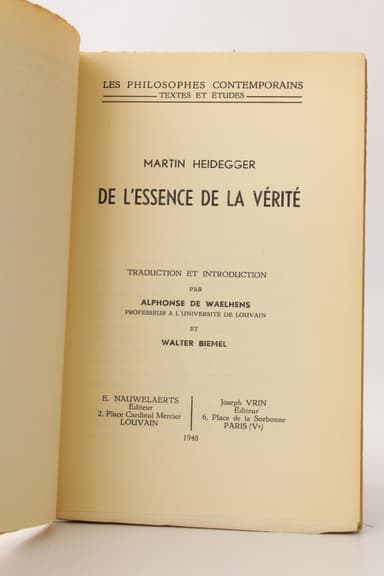 LES PHILOSOPHES CONTEMPORAINS
TEXTES ET ÉTUDES
MARTIN HEIDEGGER
DE L'ESSENCE DE LA VÉRITÉ
TRADUCTION ET INTRODUCTION
PAR
ALPHONSE DE WAELHENS
PROFESSEUR A L'UNIVERSITÉ DE LOUVAIN
ET
WALTER BIEMEL
E. NAUWELAERTS
Éditeur
2, Place Cardinal Mercier
LOUVAIN
Joseph VRIN
Éditeur
6, Place de la Sorbonne
PARIS (Ve)
1948